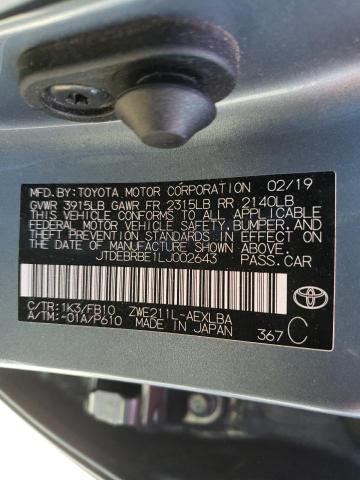 MFD.BY:TOYOTA MOTOR CORPORATION 02/19
GVWR 3915LB GAWR FR 2315LB RR 2140LB
THIS VEHICLE CONFORMS TO ALL APPLICABLE
FEDERAL MOTOR VEHICLE SAFETY,BUMPER,AND
THEFT PREVENTION STANDARDS IN EFFECT ON
THE DATE OF MANUFACTURE SHOWN ABOVE.
JTDEBRBE1LJ002643 PASS.CAR
C/TR:1K3/FB10 ZWE211L-AEXLBA
A/TM:-01A/P610 MADE IN JAPAN 367C